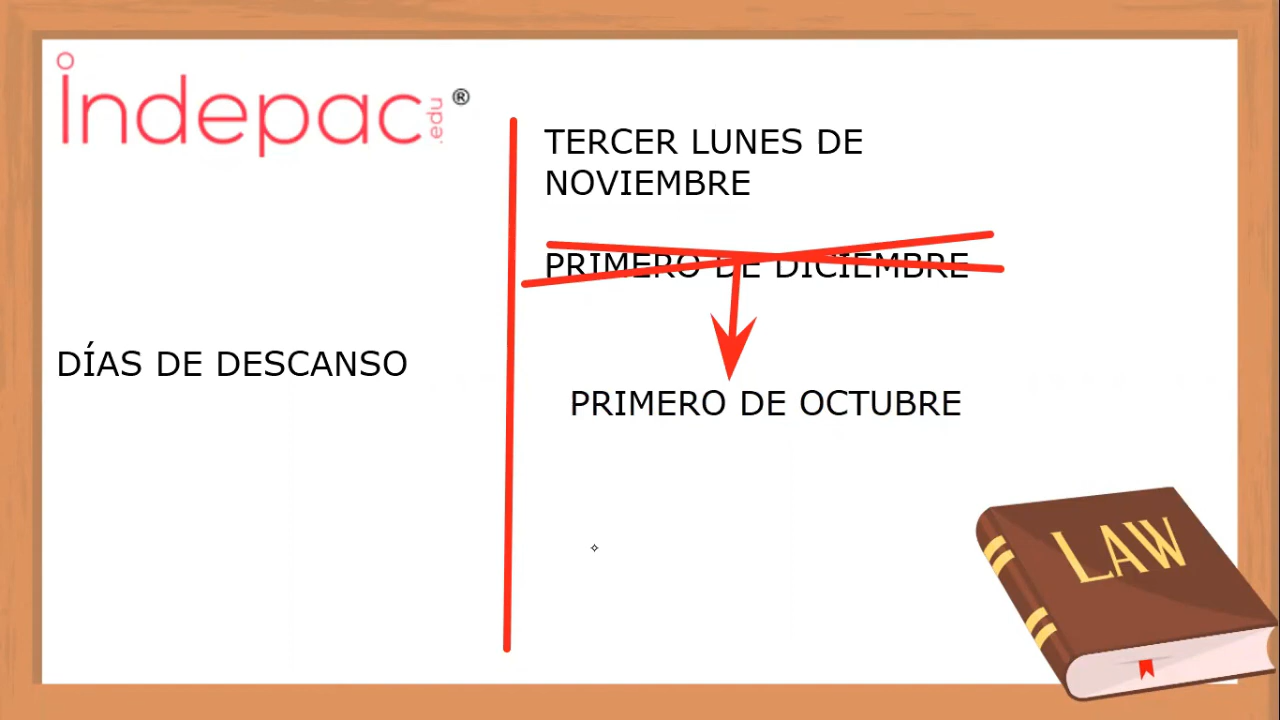 indepac
.edu
®
TERCER LUNES DE
NOVIEMBRE
PRIMERO DE DICIEMBRE
DÍAS DE DESCANSO
PRIMERO DE OCTUBRE
LAW